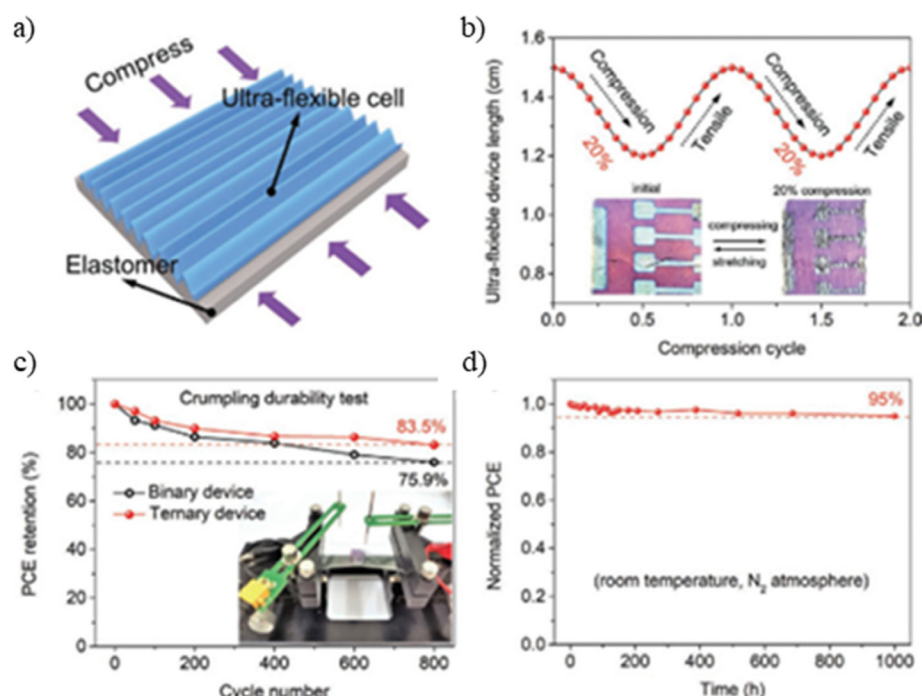 a)
Compress
Ultra-flexible cell
Elastomer
b)
Ultra-flxieble device length (cm)
1.6
1.4
1.2
1.0
0.8
Compression
20%
Tensile
Compression
20%
Tensile
initial
20% compression
compressing
stretching
0.0 0.5 1.0 1.5 2.0
Compression cycle
c)
PCE retention (%)
100
80
60
40
20
0
Crumpling durability test
83.5%
75.9%
Binary device
Ternary device
0 200 400 600 800
Cycle number
d)
Normalized PCE
1.0
0.8
0.6
0.4
0.2
0.0
95%
(room temperature, N₂ atmosphere)
0 200 400 600 800 1000
Time (h)